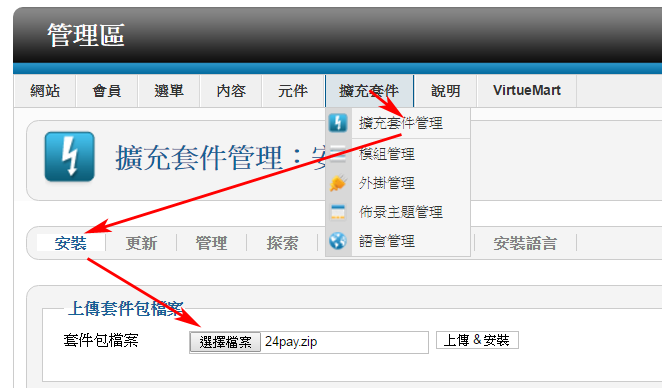 管理區
網站 會員 選單 內容 元件 擴充套件 說明 VirtueMart
擴充套件管理
模組管理
外掛管理
佈景主題管理
語言管理
擴充套件管理：安
安裝 更新 管理 探索 安裝語言
上傳套件包檔案
套件包檔案 選擇檔案 24pay.zip 上傳 & 安裝